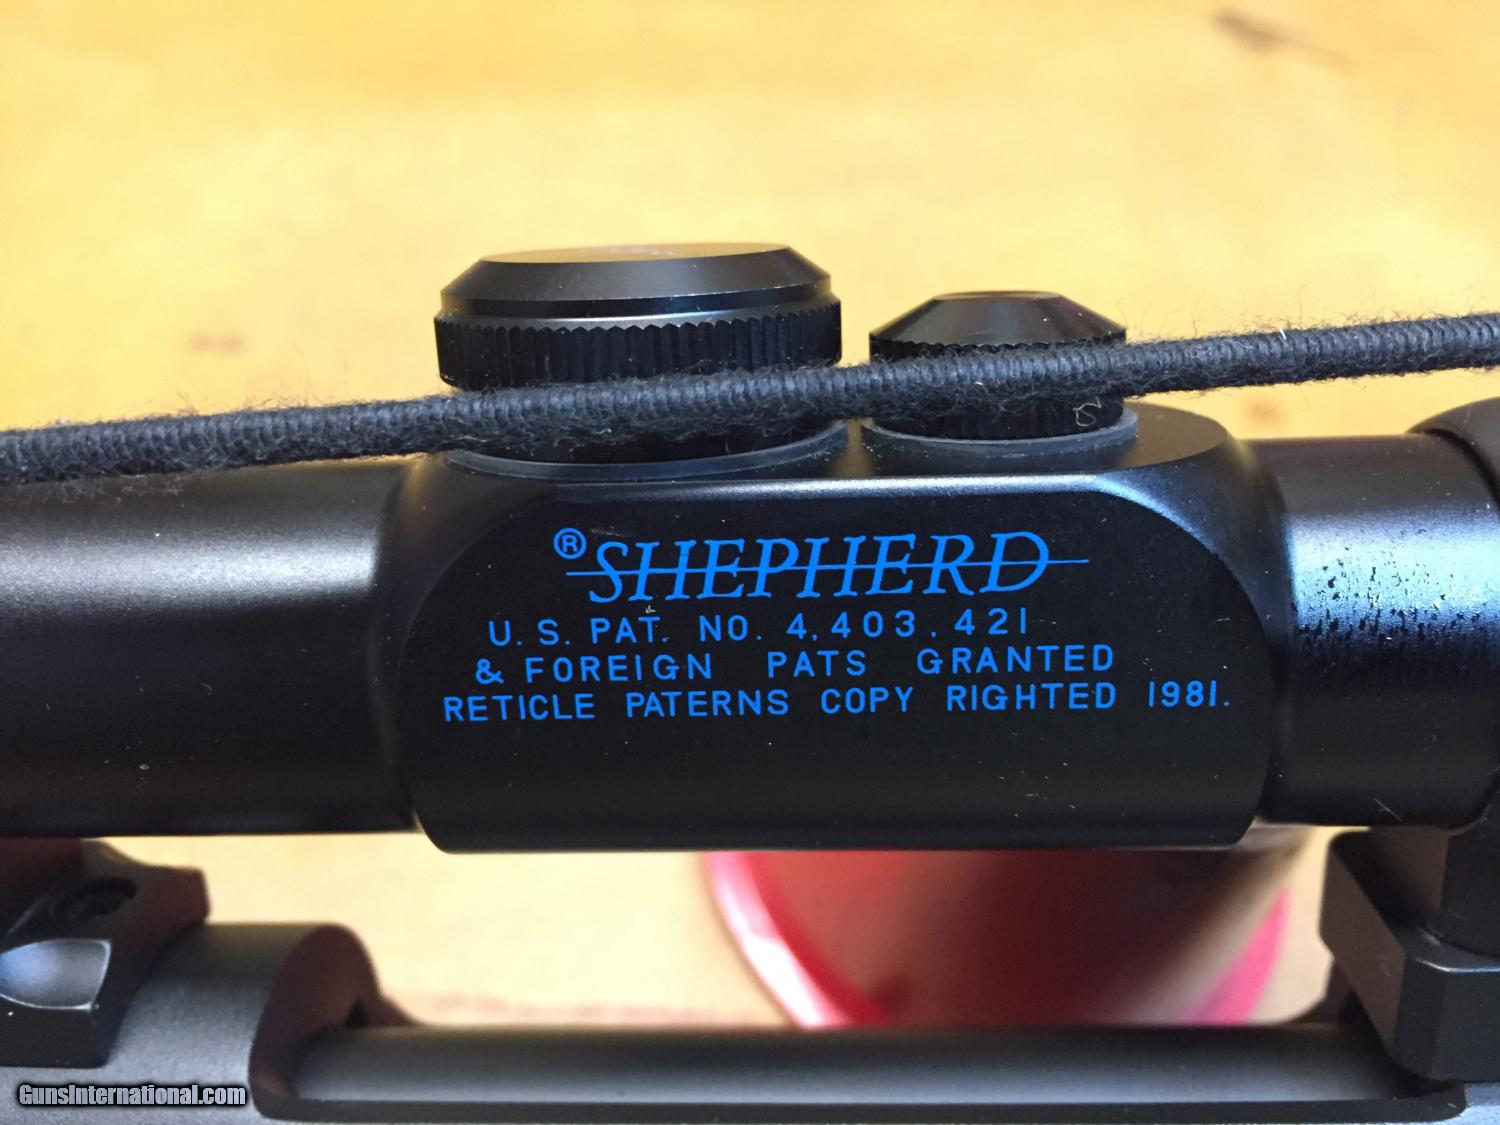 ® SHEPHERD
U.S. PAT. NO. 4,403,421
& FOREIGN PATS GRANTED
RETICLE PATERNS COPY RIGHTED 1981.
GunsInternational.com